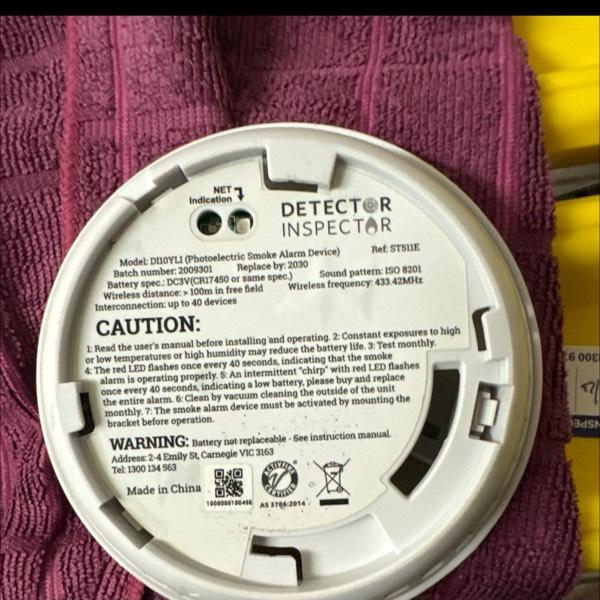 NET
Indication
DETECTOR
INSPECTOR
Model: DI10YLI (Photoelectric Smoke Alarm Device) Ref: ST511E
Batch number: 2009301 Replace by: 2030
Battery spec.: DC3V(CR17450 or same spec.) Sound pattern: ISO 8201
Wireless distance: > 100m in free field Wireless frequency: 433.42MHz
Interconnection: up to 40 devices
CAUTION:
1: Read the user's manual before installing and operating. 2: Constant exposures to high
or low temperatures or high humidity may reduce the battery life. 3: Test monthly.
4: The red LED flashes once every 40 seconds, indicating that the smoke
alarm is operating properly. 5: An intermittent "chirp" with red LED flashes
once every 40 seconds, indicating a low battery, please buy and replace
monthly. 6: Clean by vacuum cleaning the outside of the unit
monthly. 7: The smoke alarm device must be activated by mounting the
bracket before operation.
WARNING: Battery not replaceable - See instruction manual.
Address: 2-4 Emily St, Carnegie VIC 3163
Tel: 1300 134 563
Made in China
1008000100496
AS 3786:2014